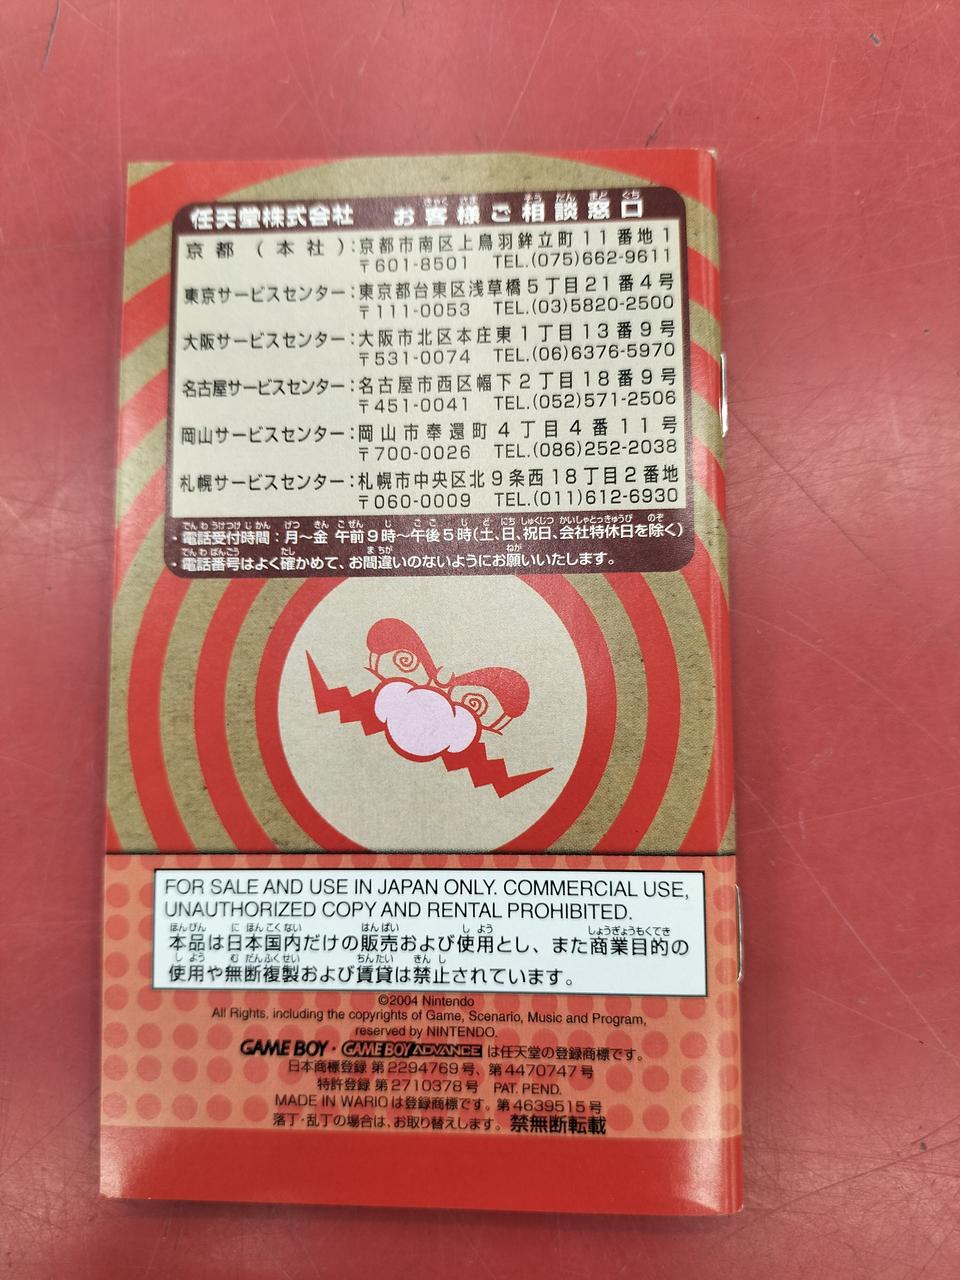 任天堂株式会社 お客様ご相談窓口
京都(本社):京都市南区上鳥羽鉾立町11番地1
〒601-8501 TEL.(075)662-9611
東京サービスセンター:東京都台東区浅草橋5丁目21番4号
〒111-0053 TEL.(03)5820-2500
大阪サービスセンター:大阪市北区本庄東1丁目13番9号
〒531-0074 TEL.(06)6376-5970
名古屋サービスセンター:名古屋市西区幅下2丁目18番9号
〒451-0041 TEL.(052)571-2506
岡山サービスセンター:岡山市奉還町4丁目4番11号
〒700-0026 TEL.(086)252-2038
札幌サービスセンター:札幌市中央区北9条西18丁目2番地
〒060-0009 TEL.(011)612-6930
・電話受付時間:月〜金 午前9時〜午後5時(土、日、祝日、会社特休日を除く)
・電話番号はよく確かめて、お間違いのないようにお願いいたします。
FOR SALE AND USE IN JAPAN ONLY. COMMERCIAL USE,
UNAUTHORIZED COPY AND RENTAL PROHIBITED.
本品は日本国内だけの販売および使用とし、また商業目的の
使用や無断複製および賃貸は禁止されています。
©2004 Nintendo
All Rights, including the copyrights of Game, Scenario, Music and Program,
reserved by NINTENDO.
GAME BOY・GAME BOY ADVANCE は任天堂の登録商標です。
日本商標登録 第2294769号、第4470747号
特許登録 第2710378号 PAT. PEND.
MADE IN WARIOは登録商標です。第4639515号
落丁・乱丁の場合は、お取り替えします。 禁無断転載